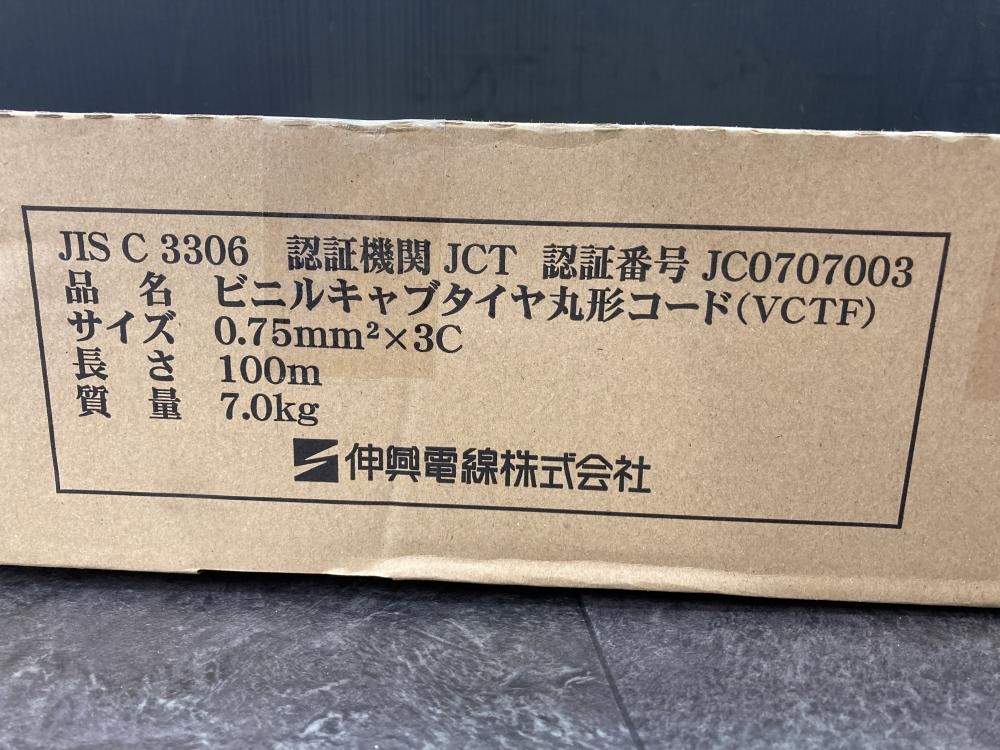 JIS C 3306 認証機関 JCT 認証番号 JC0707003
品名 ビニルキャブタイヤ丸形コード(VCTF)
サイズ 0.75mm²×3C
長さ 100m
質量 7.0kg
伸興電線株式会社